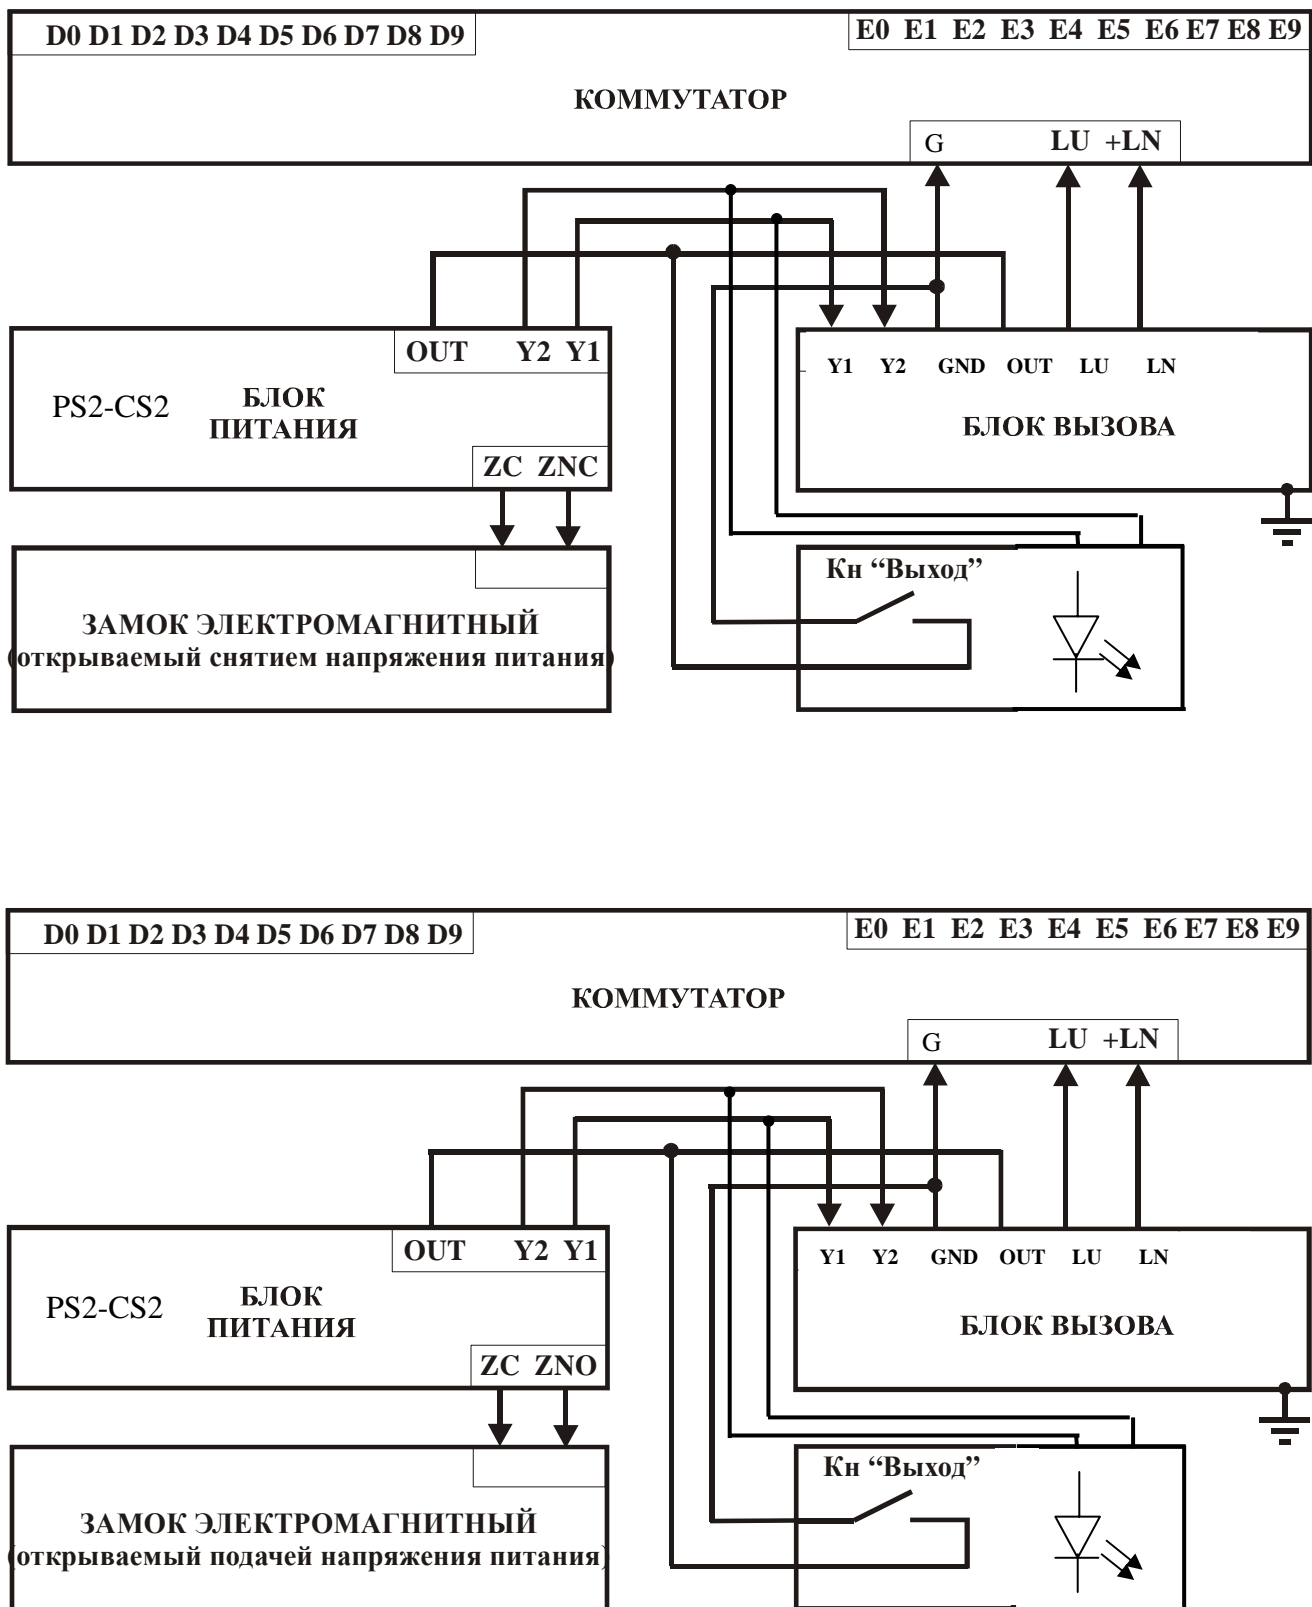 D0 D1 D2 D3 D4 D5 D6 D7 D8 D9
E0 E1 E2 E3 E4 E5 E6 E7 E8 E9
КОММУТАТОР
G LU +LN
OUT Y2 Y1
PS2-CS2
БЛОК
ПИТАНИЯ
ZC ZNC
Y1 Y2 GND OUT LU LN
БЛОК ВЫЗОВА
ЗАМОК ЭЛЕКТРОМАГНИТНЫЙ
(открываемый снятием напряжения питания)
Кн “Выход”
D0 D1 D2 D3 D4 D5 D6 D7 D8 D9
E0 E1 E2 E3 E4 E5 E6 E7 E8 E9
КОММУТАТОР
G LU +LN
OUT Y2 Y1
PS2-CS2
БЛОК
ПИТАНИЯ
ZC ZNO
Y1 Y2 GND OUT LU LN
БЛОК ВЫЗОВА
ЗАМОК ЭЛЕКТРОМАГНИТНЫЙ
(открываемый подачей напряжения питания)
Кн “Выход”